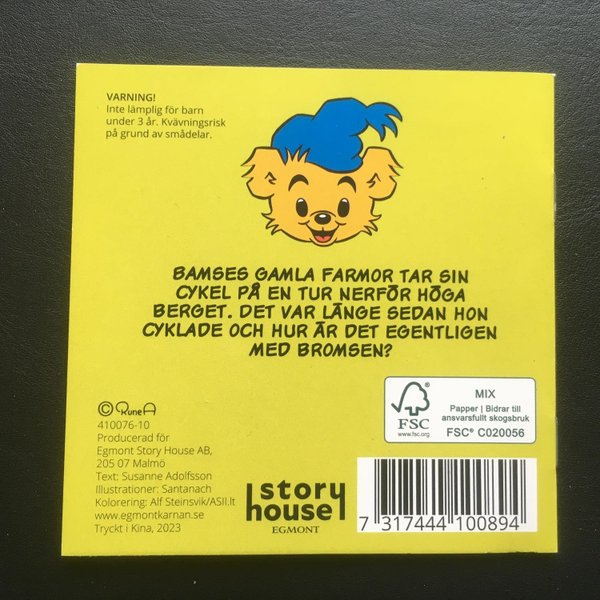 VARNING!
Inte lämplig för barn
under 3 år. Kvävningsrisk
på grund av smådelar.
BAMSES GAMLA FARMOR TAR SIN
CYKEL PÅ EN TUR NERFÖR HÖGA
BERGET. DET VAR LÄNGE SEDAN HON
CYKLADE OCH HUR ÄR DET EGENTLIGEN
MED BROMSEN?
© Rune A
410076-10
Producerad för
Egmont Story House AB,
205 07 Malmö
Text: Susanne Adolfsson
Illustrationer: Santanach
Kolorering: Alf Steinsvik/ASII.lt
www.egmontkarnan.se
Tryckt i Kina, 2023
story
house
EGMONT
FSC
www.fsc.org
MIX
Papper | Bidrar till
ansvarsfullt skogsbruk
FSC® C020056
7 317444 100894